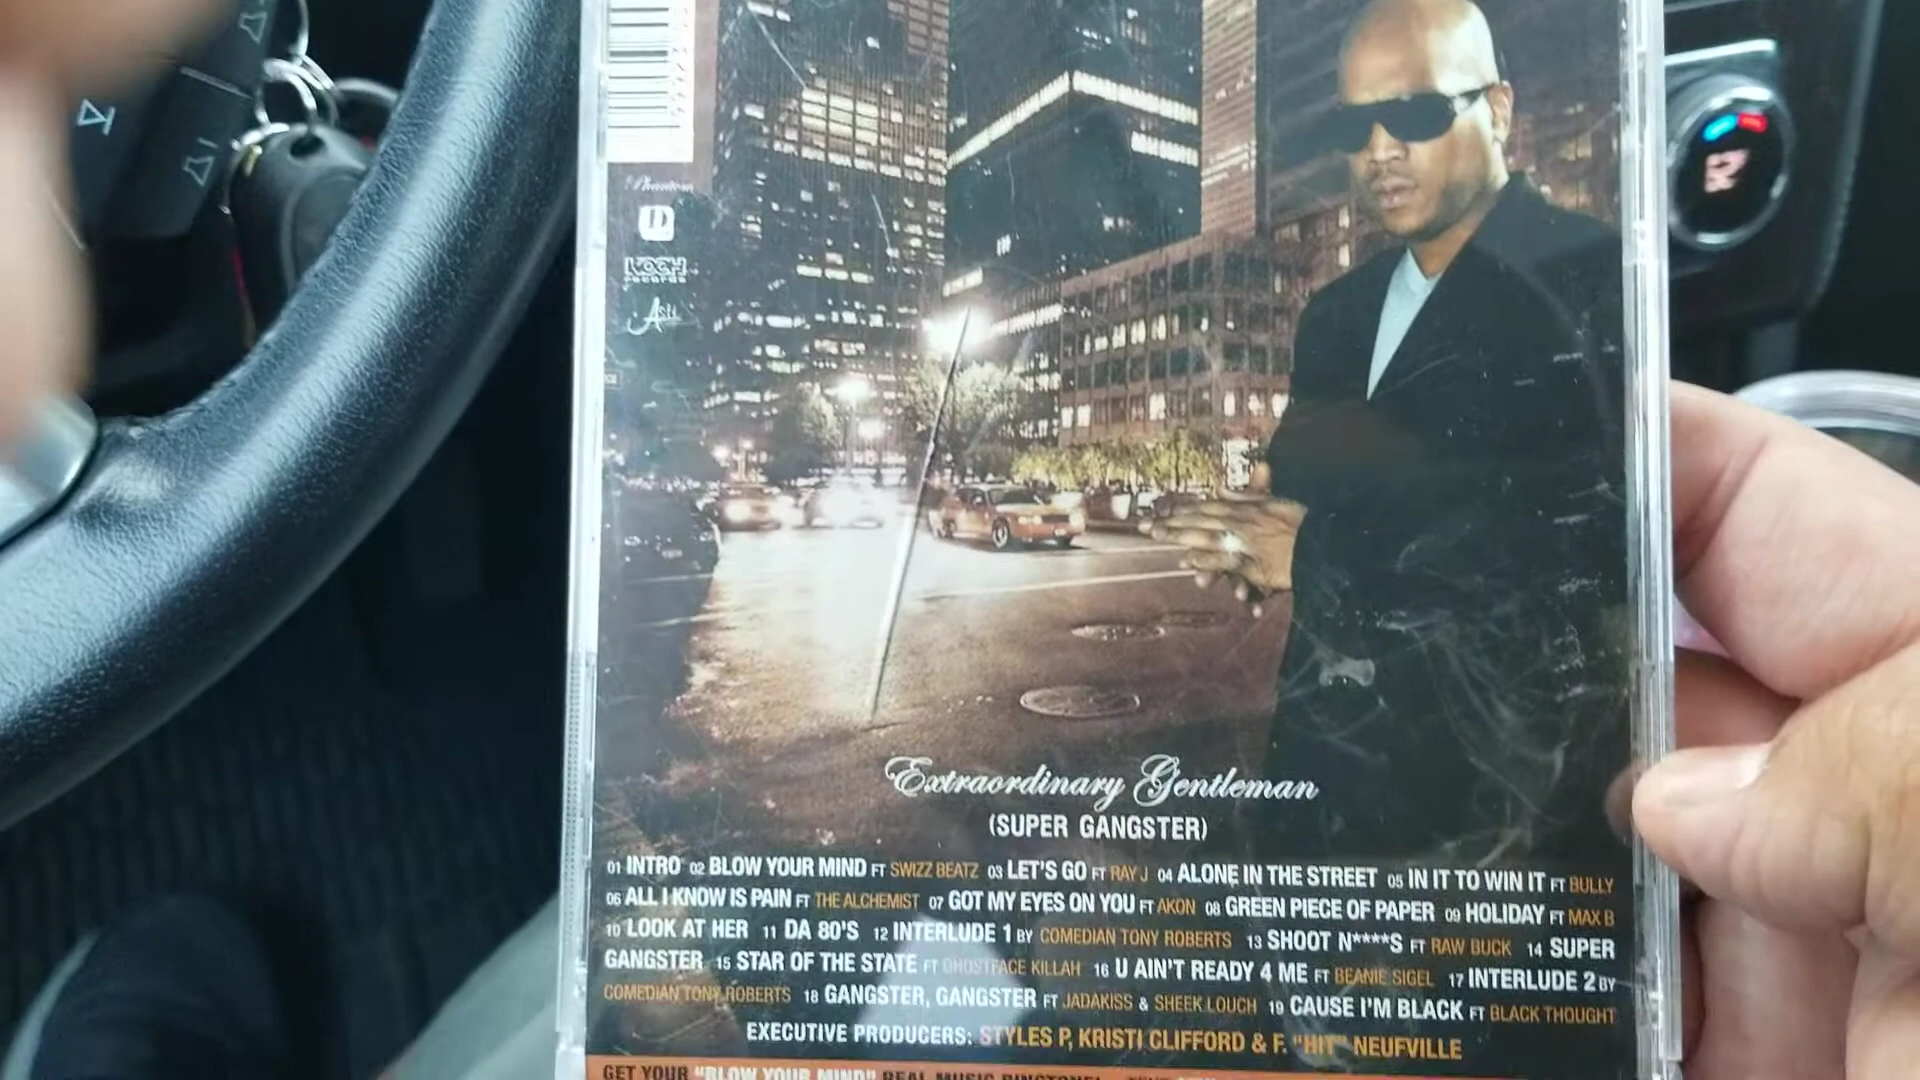 Phantom
D
KOCH
records
Extraordinary Gentleman
(SUPER GANGSTER)
01 INTRO 02 BLOW YOUR MIND FT SWIZZ BEATZ 03 LET'S GO FT RAY J 04 ALONE IN THE STREET 05 IN IT TO WIN IT FT BULLY
06 ALL I KNOW IS PAIN FT THE ALCHEMIST 07 GOT MY EYES ON YOU FT AKON 08 GREEN PIECE OF PAPER 09 HOLIDAY FT MAX B
10 LOOK AT HER 11 DA 80'S 12 INTERLUDE 1 BY COMEDIAN TONY ROBERTS 13 SHOOT N****S FT RAW BUCK 14 SUPER
GANGSTER 15 STAR OF THE STATE FT GHOSTFACE KILLAH 16 U AIN'T READY 4 ME FT BEANIE SIGEL 17 INTERLUDE 2 BY
COMEDIAN TONY ROBERTS 18 GANGSTER, GANGSTER FT JADAKISS & SHEEK LOUCH 19 CAUSE I'M BLACK FT BLACK THOUGHT
EXECUTIVE PRODUCERS: STYLES P, KRISTI CLIFFORD & F. "HIT" NEUFVILLE
GET YOUR "BLOW YOUR MIND" REAL MUSIC RINGTONE!